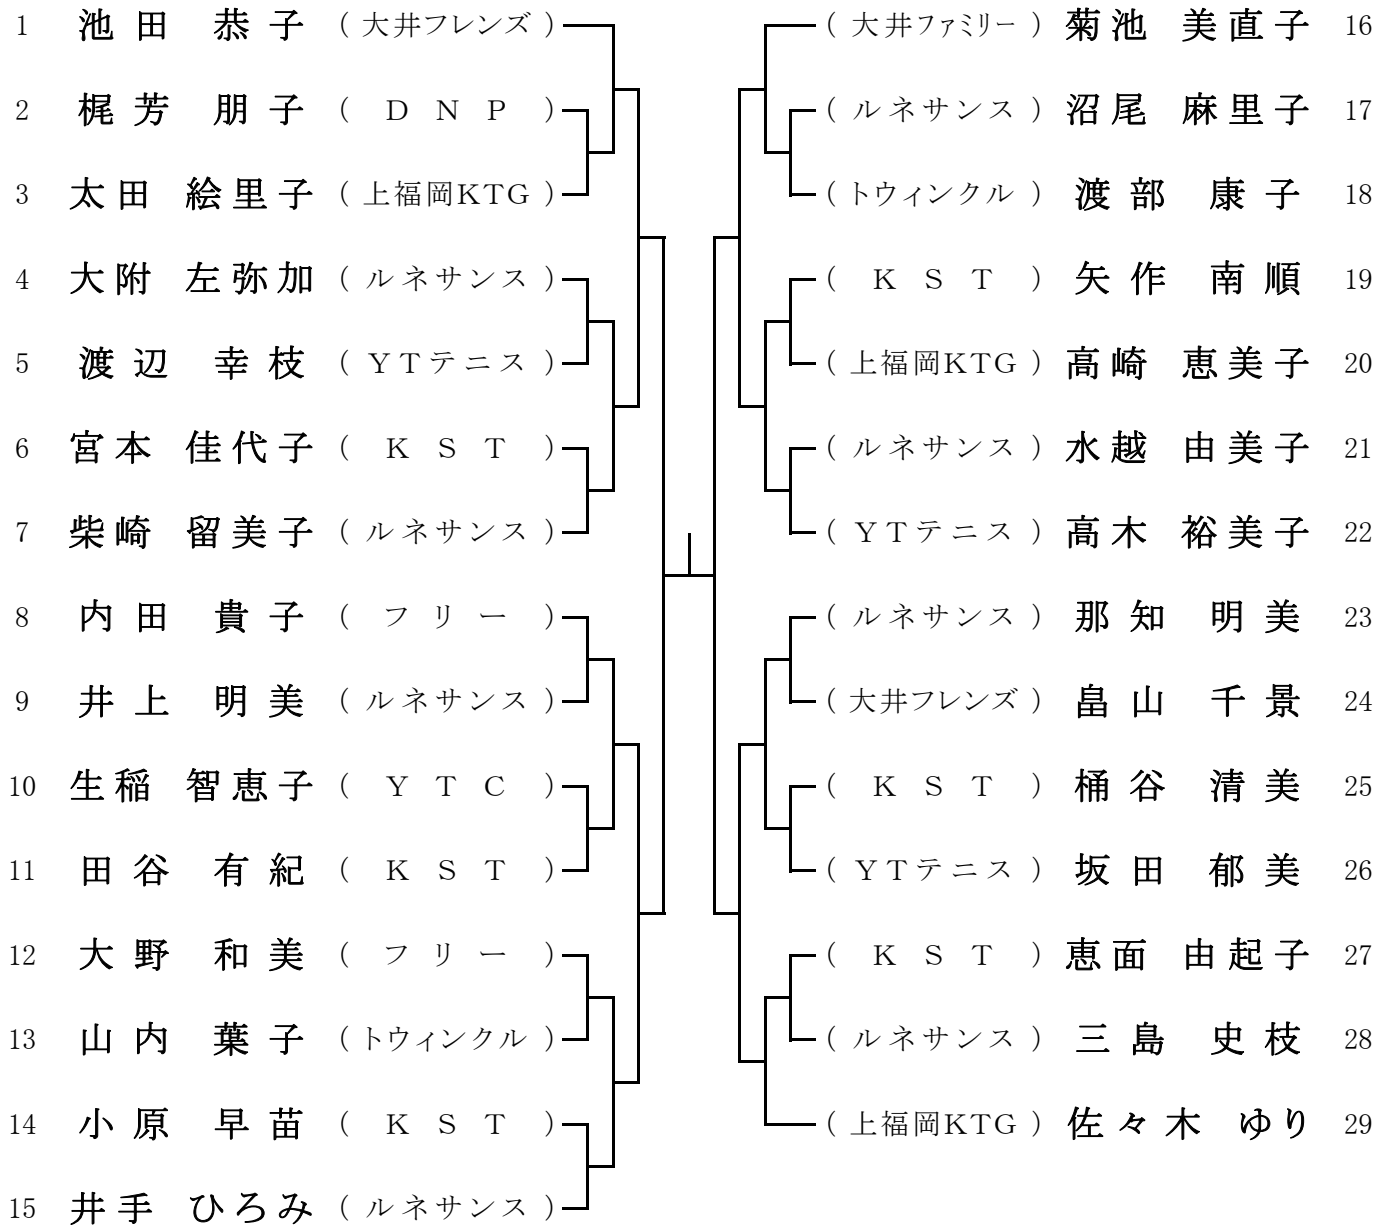 1 池田 恭子 (大井フレンズ)
2 梶芳 朋子 (DNP)
3 太田 絵里子 (上福岡KTG)
4 大附 左弥加 (ルネサンス)
5 渡辺 幸枝 (YTテニス)
6 宮本 佳代子 (KST)
7 柴崎 留美子 (ルネサンス)
8 内田 貴子 (フリー)
9 井上 明美 (ルネサンス)
10 生稲 智恵子 (YTC)
11 田谷 有紀 (KST)
12 大野 和美 (フリー)
13 山内 葉子 (トウィンクル)
14 小原 早苗 (KST)
15 井手 ひろみ (ルネサンス)
(大井ファミリー) 菊池 美直子 16
(ルネサンス) 沼尾 麻里子 17
(トウィンクル) 渡部 康子 18
(KST) 矢作 南順 19
(上福岡KTG) 高崎 恵美子 20
(ルネサンス) 水越 由美子 21
(YTテニス) 高木 裕美子 22
(ルネサンス) 那知 明美 23
(大井フレンズ) 畠山 千景 24
(KST) 桶谷 清美 25
(YTテニス) 坂田 郁美 26
(KST) 恵面 由起子 27
(ルネサンス) 三島 史枝 28
(上福岡KTG) 佐々木 ゆり 29